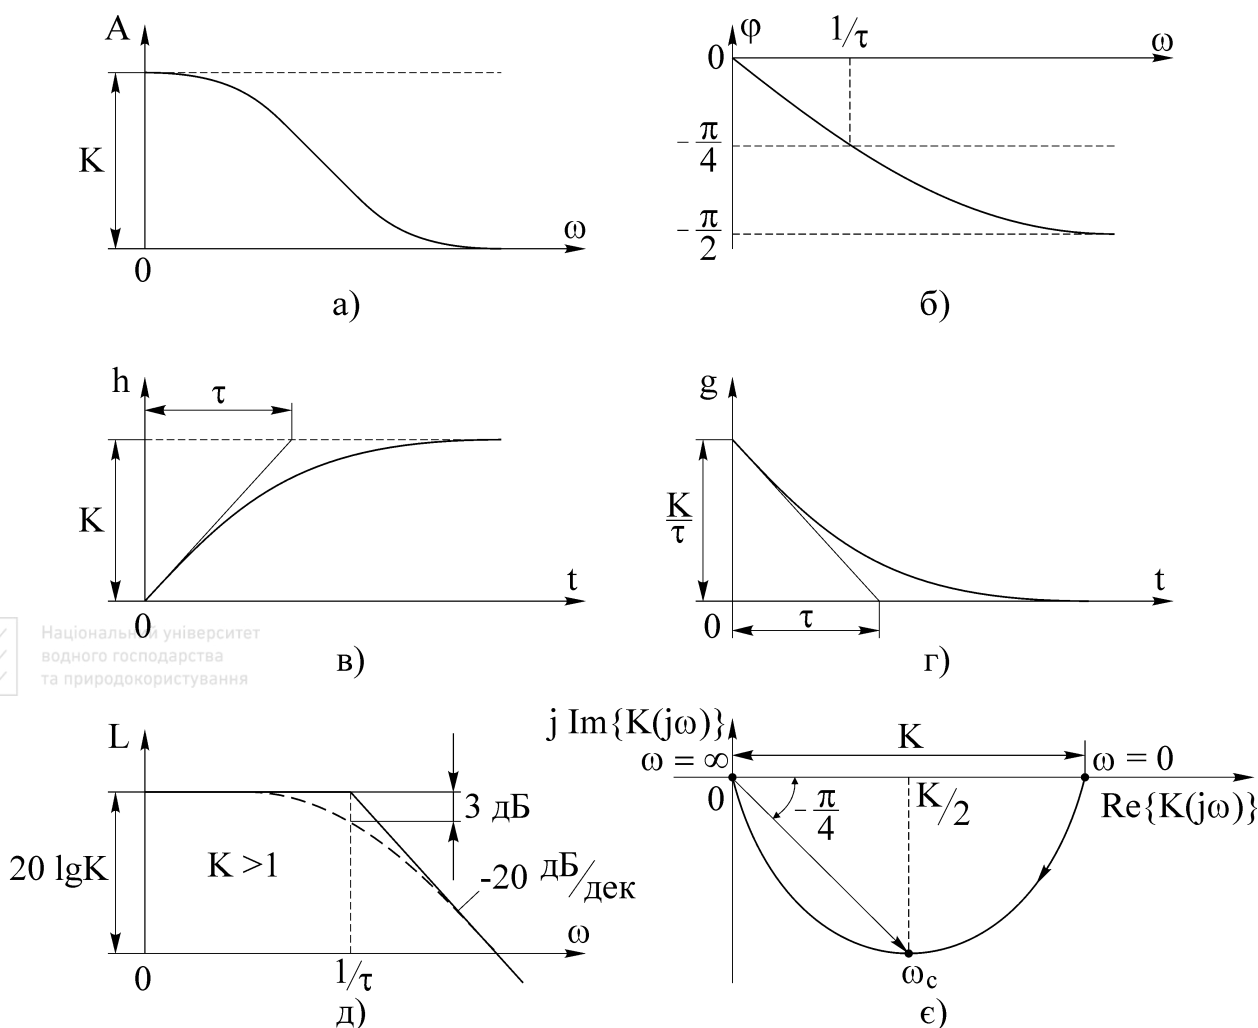 A
K
ω
0
а)
φ
1/τ
ω
0
-π/4
-π/2
б)
h
τ
K
t
0
в)
g
K/τ
t
0
τ
г)
Національний університет
водного господарства
та природокористування
L
3 дБ
20 lgK
K >1
-20 дБ/дек
ω
0
1/τ
д)
j Im{K(jω)}
K
ω = ∞
ω = 0
0
-π/4
K/2
Re{K(jω)}
ωc
є)